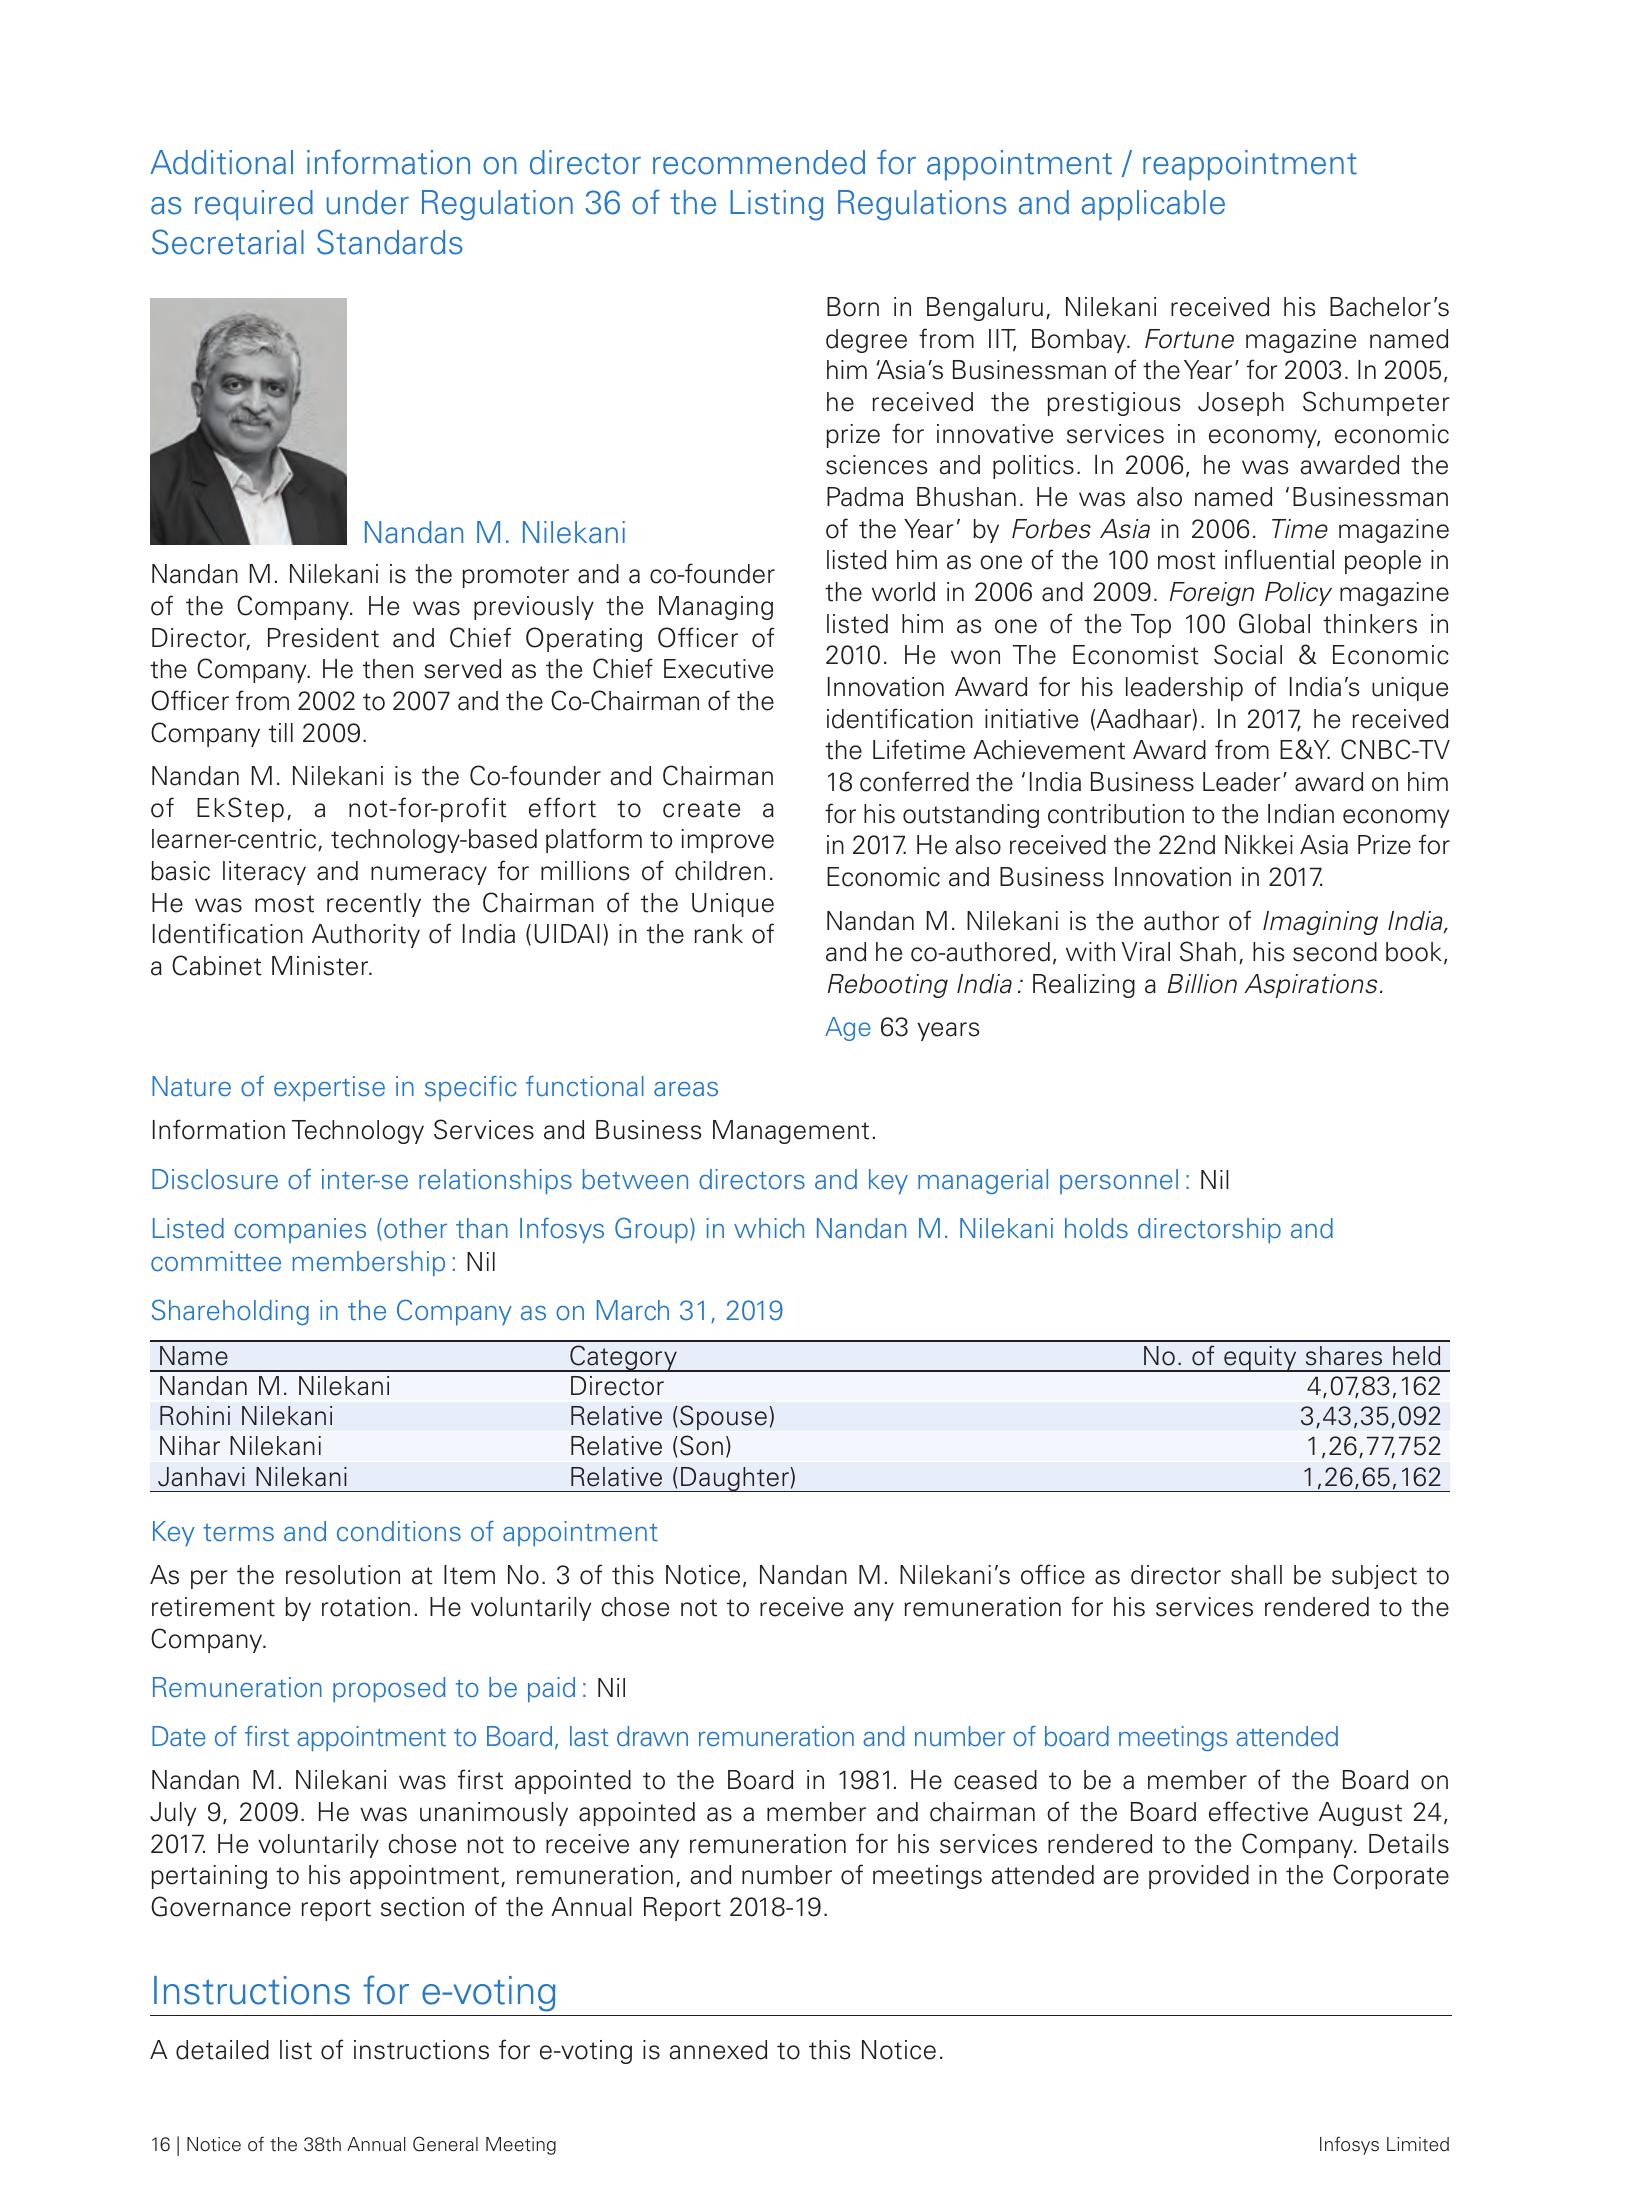 Additional information on director recommended for appointment / reappointment
as required under Regulation 36 of the Listing Regulations and applicable
Secretarial Standards
Nandan M. Nilekani
Nandan M. Nilekani is the promoter and a co-founder
of the Company. He was previously the Managing
Director, President and Chief Operating Officer of
the Company. He then served as the Chief Executive
Officer from 2002 to 2007 and the Co-Chairman of the
Company till 2009.
Nandan M. Nilekani is the Co-founder and Chairman
of EkStep, a not-for-profit effort to create a
learner-centric, technology-based platform to improve
basic literacy and numeracy for millions of children.
He was most recently the Chairman of the Unique
Identification Authority of India (UIDAI) in the rank of
a Cabinet Minister.
Born in Bengaluru, Nilekani received his Bachelor’s
degree from IIT, Bombay. Fortune magazine named
him ‘Asia’s Businessman of the Year’ for 2003. In 2005,
he received the prestigious Joseph Schumpeter
prize for innovative services in economy, economic
sciences and politics. In 2006, he was awarded the
Padma Bhushan. He was also named ‘Businessman
of the Year’ by Forbes Asia in 2006. Time magazine
listed him as one of the 100 most influential people in
the world in 2006 and 2009. Foreign Policy magazine
listed him as one of the Top 100 Global thinkers in
2010. He won The Economist Social & Economic
Innovation Award for his leadership of India’s unique
identification initiative (Aadhaar). In 2017, he received
the Lifetime Achievement Award from E&Y. CNBC-TV
18 conferred the ‘India Business Leader’ award on him
for his outstanding contribution to the Indian economy
in 2017. He also received the 22nd Nikkei Asia Prize for
Economic and Business Innovation in 2017.
Nandan M. Nilekani is the author of Imagining India,
and he co-authored, with Viral Shah, his second book,
Rebooting India : Realizing a Billion Aspirations.
Age 63 years
Nature of expertise in specific functional areas
Information Technology Services and Business Management.
Disclosure of inter-se relationships between directors and key managerial personnel : Nil
Listed companies (other than Infosys Group) in which Nandan M. Nilekani holds directorship and
committee membership : Nil
Shareholding in the Company as on March 31, 2019
Name Category No. of equity shares held
Nandan M. Nilekani Director 4,07,83,162
Rohini Nilekani Relative (Spouse) 3,43,35,092
Nihar Nilekani Relative (Son) 1,26,77,752
Janhavi Nilekani Relative (Daughter) 1,26,65,162
Key terms and conditions of appointment
As per the resolution at Item No. 3 of this Notice, Nandan M. Nilekani’s office as director shall be subject to
retirement by rotation. He voluntarily chose not to receive any remuneration for his services rendered to the
Company.
Remuneration proposed to be paid : Nil
Date of first appointment to Board, last drawn remuneration and number of board meetings attended
Nandan M. Nilekani was first appointed to the Board in 1981. He ceased to be a member of the Board on
July 9, 2009. He was unanimously appointed as a member and chairman of the Board effective August 24,
2017. He voluntarily chose not to receive any remuneration for his services rendered to the Company. Details
pertaining to his appointment, remuneration, and number of meetings attended are provided in the Corporate
Governance report section of the Annual Report 2018-19.
Instructions for e-voting
A detailed list of instructions for e-voting is annexed to this Notice.
16 | Notice of the 38th Annual General Meeting Infosys Limited